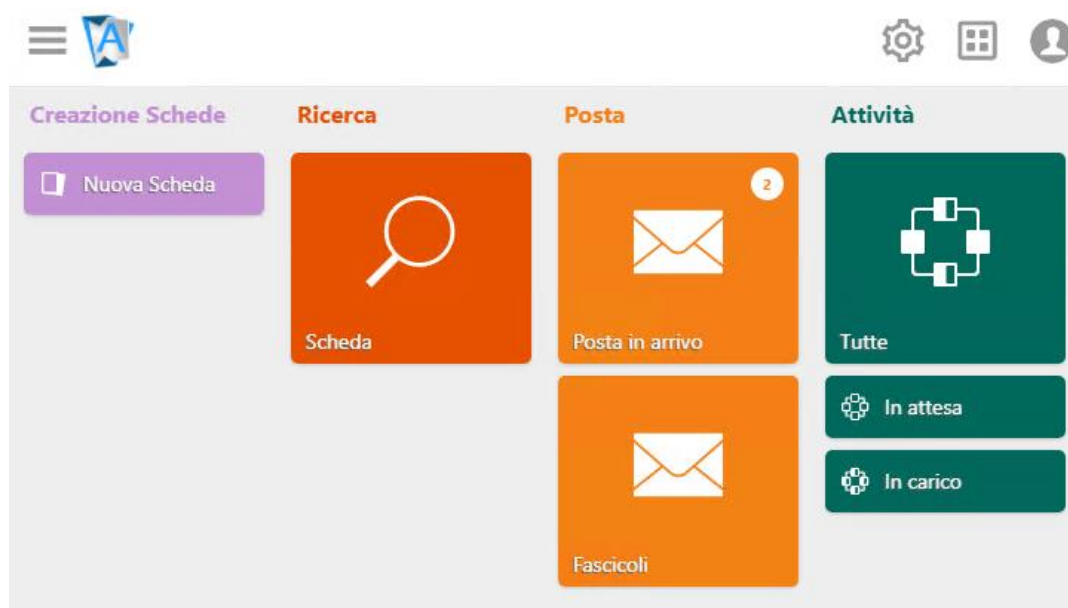 A
Creazione Schede
Ricerca
Posta
Attività
Nuova Scheda
Scheda
2
Posta in arrivo
Fascicoli
Tutte
In attesa
In carico